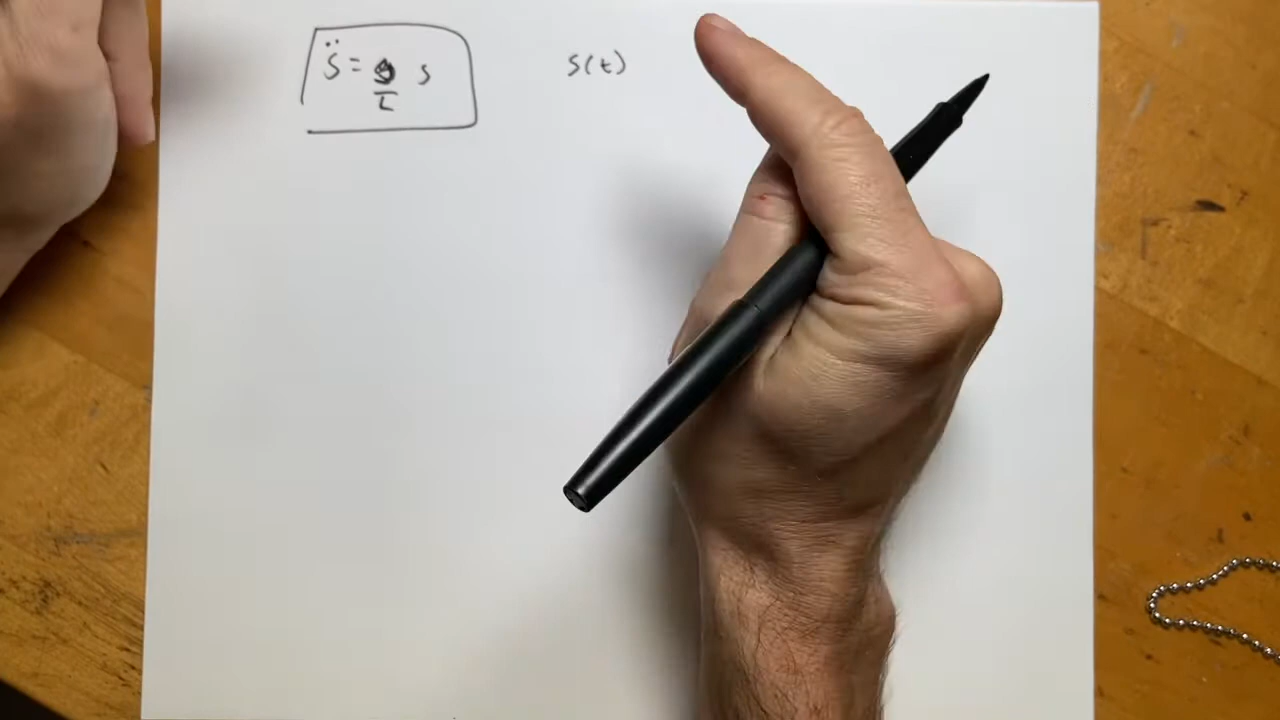 s̈ = g/L s s(t)